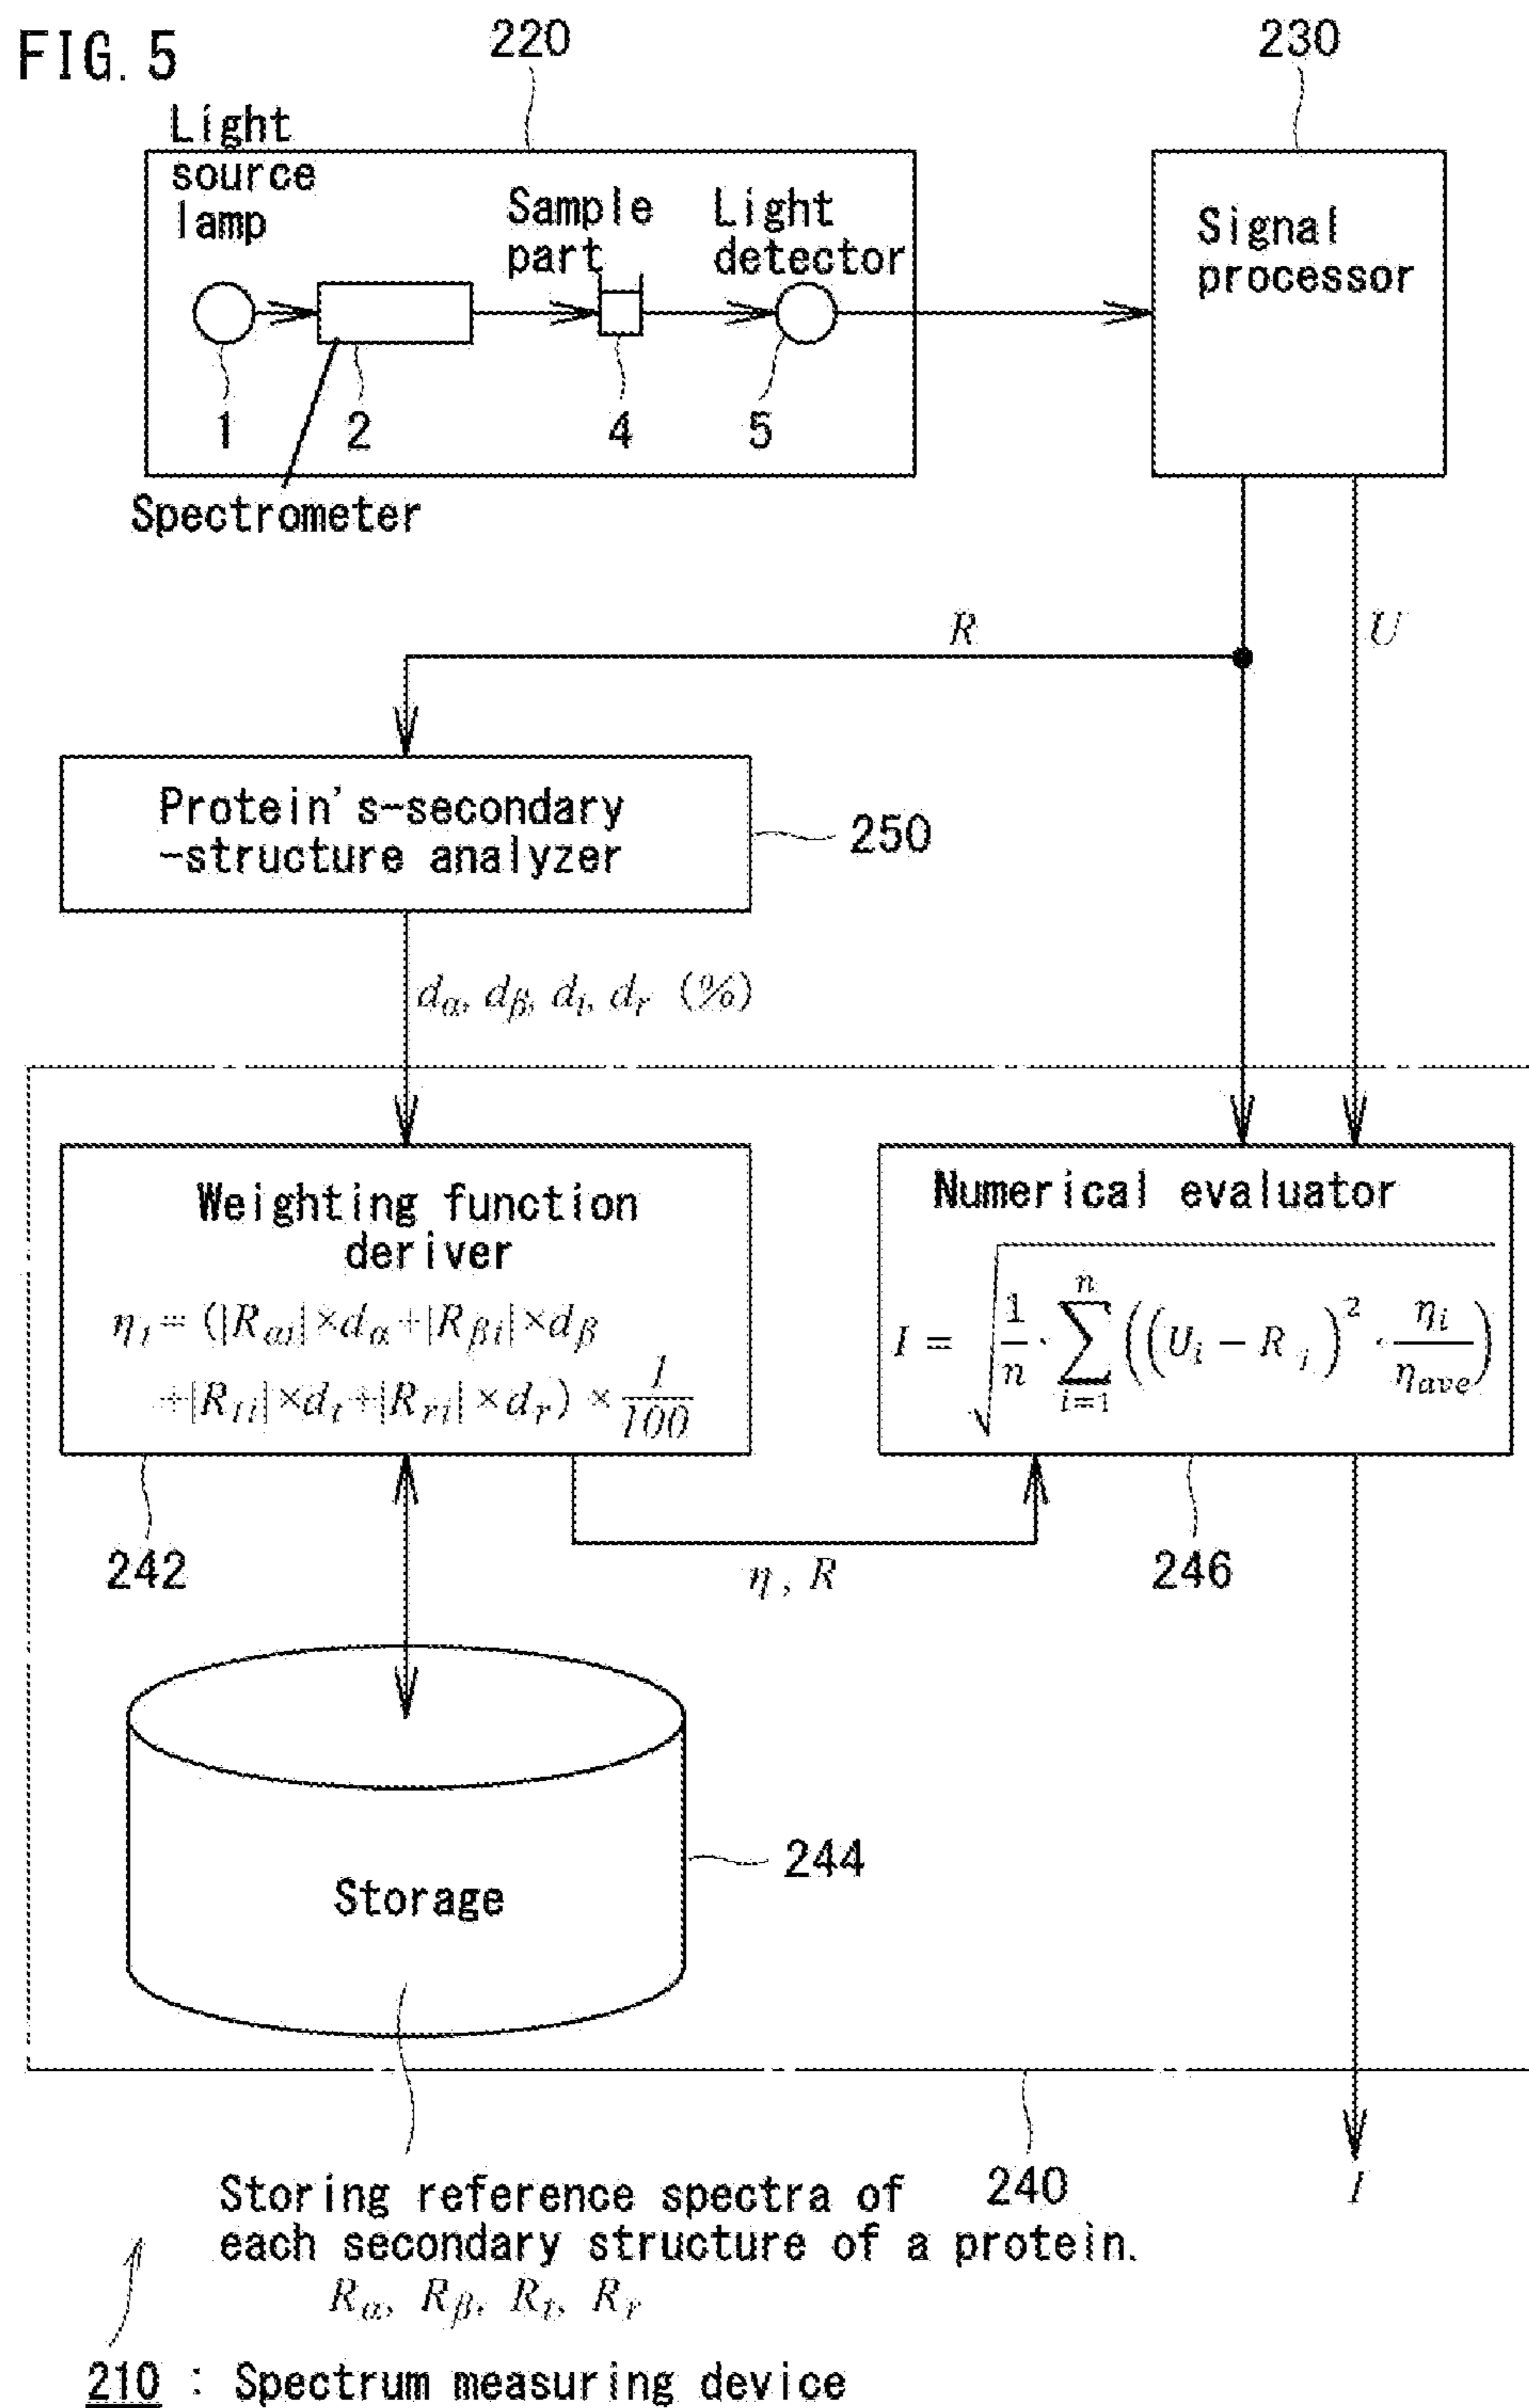 FIG. 5
220
230
Light
source
lamp
Sample
part
Light
detector
Signal
processor
1
2
4
5
Spectrometer
R
U
Protein's-secondary
-structure analyzer
250
dα, dβ, dt, dr (%)
Weighting function
deriver
ηi = (|Rαi| × dα + |Rβi| × dβ
+ |Rti| × dt + |Rri| × dr) × 1/100
Numerical evaluator
I = √(1/n · Σ_{i=1}^{n} ((Ui − Ri)² · ηi/ηave))
242
η, R
246
Storage
244
Storing reference spectra of
each secondary structure of a protein.
Rα, Rβ, Rt, Rr
240
I
210 : Spectrum measuring device